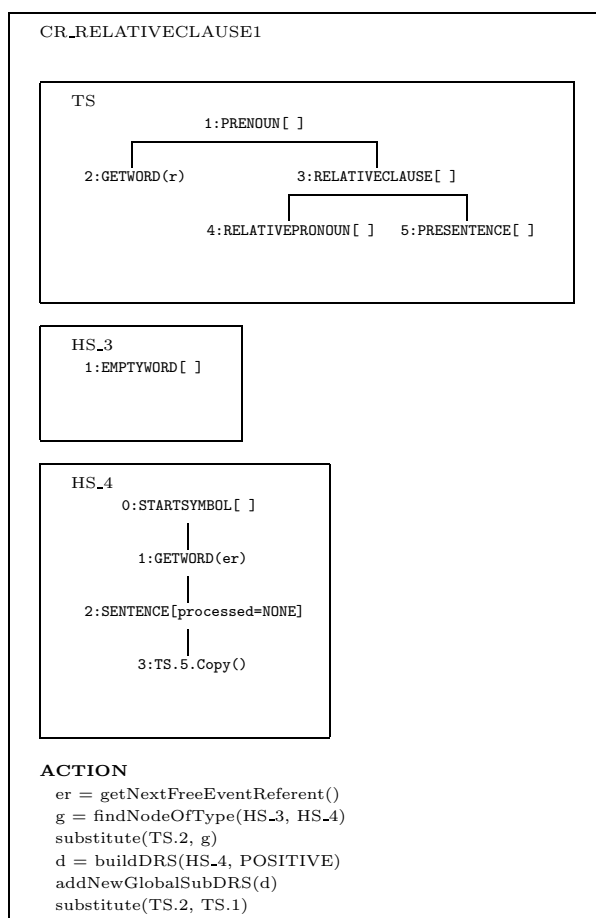 CR_RELATIVECLAUSE1
TS
1:PRENOUN[ ]
2:GETWORD(r) 3:RELATIVECLAUSE[ ]
4:RELATIVEPRONOUN[ ] 5:PRESENTENCE[ ]
HS_3
1:EMPTYWORD[ ]
HS_4
0:STARTSYMBOL[ ]
1:GETWORD(er)
2:SENTENCE[processed=NONE]
3:TS.5.Copy()
ACTION
er = getNextFreeEventReferent()
g = findNodeOfType(HS_3, HS_4)
substitute(TS.2, g)
d = buildDRS(HS_4, POSITIVE)
addNewGlobalSubDRS(d)
substitute(TS.2, TS.1)